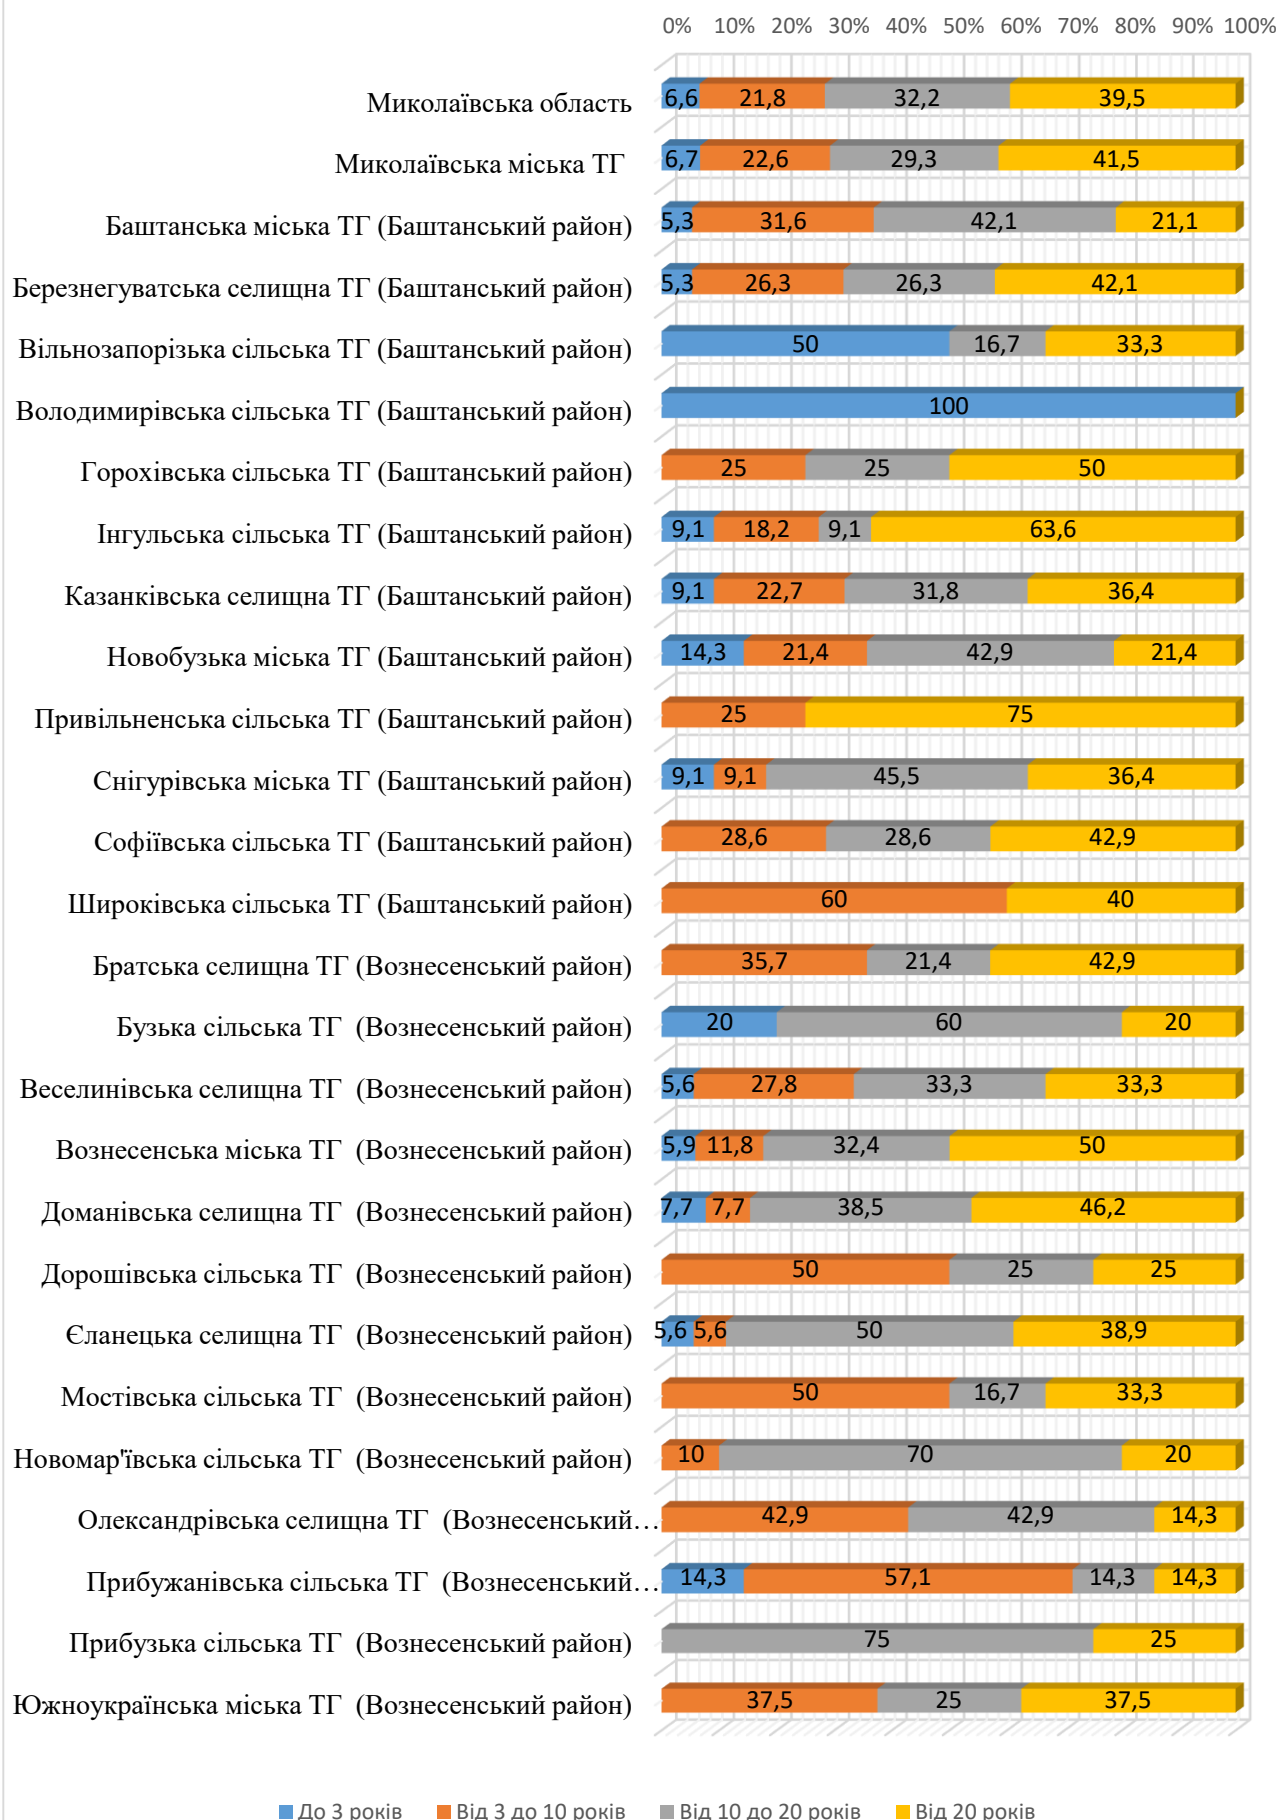 0% 10% 20% 30% 40% 50% 60% 70% 80% 90% 100%
Миколаївська область 6,6 21,8 32,2 39,5
Миколаївська міська ТГ 6,7 22,6 29,3 41,5
Баштанська міська ТГ (Баштанський район) 5,3 31,6 42,1 21,1
Березнегуватська селищна ТГ (Баштанський район) 5,3 26,3 26,3 42,1
Вільнозапорізька сільська ТГ (Баштанський район) 50 16,7 33,3
Володимирівська сільська ТГ (Баштанський район) 100
Горохівська сільська ТГ (Баштанський район) 25 25 50
Інгульська сільська ТГ (Баштанський район) 9,1 18,2 9,1 63,6
Казанківська селищна ТГ (Баштанський район) 9,1 22,7 31,8 36,4
Новобузька міська ТГ (Баштанський район) 14,3 21,4 42,9 21,4
Привільненська сільська ТГ (Баштанський район) 25 75
Снігурівська міська ТГ (Баштанський район) 9,1 9,1 45,5 36,4
Софіївська сільська ТГ (Баштанський район) 28,6 28,6 42,9
Широківська сільська ТГ (Баштанський район) 60 40
Братська селищна ТГ (Вознесенський район) 35,7 21,4 42,9
Бузька сільська ТГ (Вознесенський район) 20 60 20
Веселинівська селищна ТГ (Вознесенський район) 5,6 27,8 33,3 33,3
Вознесенська міська ТГ (Вознесенський район) 5,9 11,8 32,4 50
Доманівська селищна ТГ (Вознесенський район) 7,7 7,7 38,5 46,2
Дорошівська сільська ТГ (Вознесенський район) 50 25 25
Єланецька селищна ТГ (Вознесенський район) 5,6 5,6 50 38,9
Мостівська сільська ТГ (Вознесенський район) 50 16,7 33,3
Новомар'ївська сільська ТГ (Вознесенський район) 10 70 20
Олександрівська селищна ТГ (Вознесенський… 42,9 42,9 14,3
Прибужанівська сільська ТГ (Вознесенський… 14,3 57,1 14,3 14,3
Прибузька сільська ТГ (Вознесенський район) 75 25
Южноукраїнська міська ТГ (Вознесенський район) 37,5 25 37,5
До 3 років Від 3 до 10 років Від 10 до 20 років Від 20 років